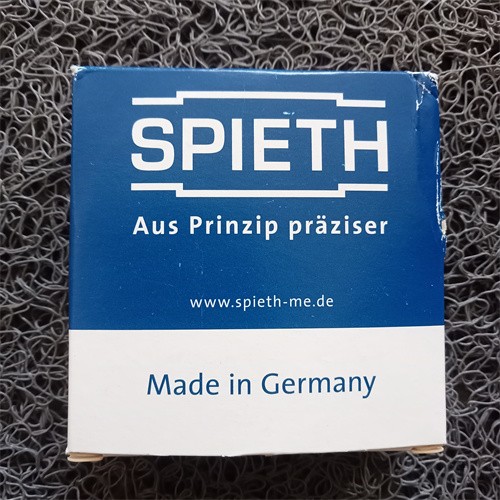 SPIETH
Aus Prinzip präziser
www.spieth-me.de
Made in Germany